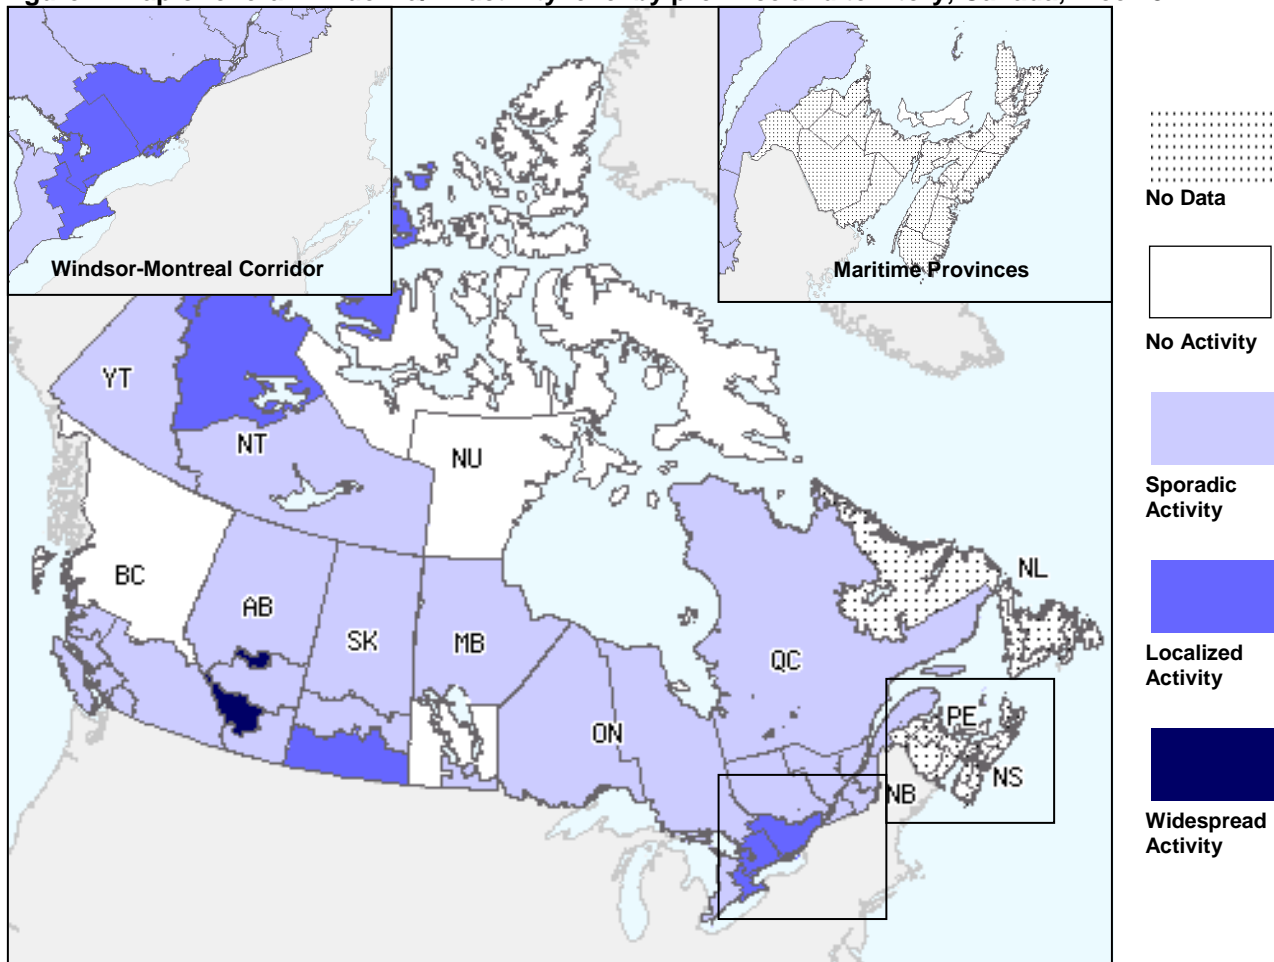 Windsor-Montreal Corridor
Maritime Provinces
No Data
No Activity
Sporadic
Activity
Localized
Activity
Widespread
Activity
YT
NT
NU
BC
AB
SK
MB
ON
QC
NL
PE
NS
NB